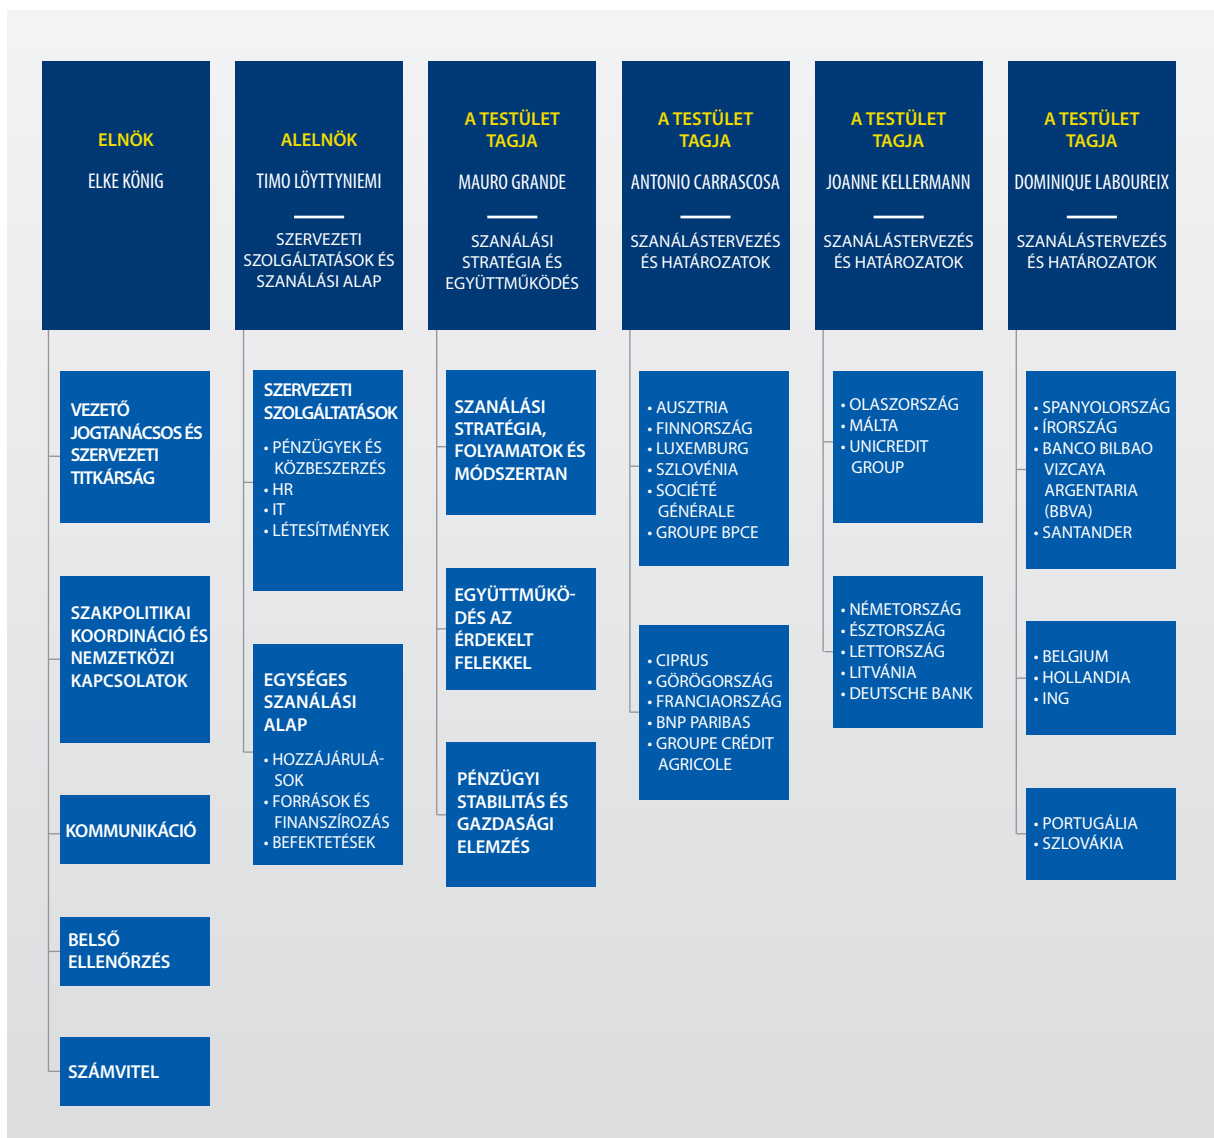 ELNÖK
ELKE KÖNIG
VEZETŐ
JOGTANÁCSOS ÉS
SZERVEZETI
TITKÁRSÁG
SZAKPOLITIKAI
KOORDINÁCIÓ ÉS
NEMZETKÖZI
KAPCSOLATOK
KOMMUNIKÁCIÓ
BELSŐ
ELLENŐRZÉS
SZÁMVITEL
ALELNÖK
TIMO LÖYTTYNIEMI
SZERVEZETI
SZOLGÁLTATÁSOK ÉS
SZANÁLÁSI ALAP
SZERVEZETI
SZOLGÁLTATÁSOK
• PÉNZÜGYEK ÉS
KÖZBESZERZÉS
• HR
• IT
• LÉTESÍTMÉNYEK
EGYSÉGES
SZANÁLÁSI
ALAP
• HOZZÁJÁRULÁ-
SOK
• FORRÁSOK ÉS
FINANSZÍROZÁS
• BEFEKTETÉSEK
A TESTÜLET
TAGJA
MAURO GRANDE
SZANÁLÁSI
STRATÉGIA ÉS
EGYÜTTMŰKÖDÉS
SZANÁLÁSI
STRATÉGIA,
FOLYAMATOK ÉS
MÓDSZERTAN
EGYÜTTMŰKÖ-
DÉS AZ
ÉRDEKELT
FELEKKEL
PÉNZÜGYI
STABILITÁS ÉS
GAZDASÁGI
ELEMZÉS
A TESTÜLET
TAGJA
ANTONIO CARRASCOSA
SZANÁLÁSTERVEZÉS
ÉS HATÁROZATOK
• AUSZTRIA
• FINNORSZÁG
• LUXEMBURG
• SZLOVÉNIA
• SOCIÉTÉ
GÉNÉRALE
• GROUPE BPCE
• CIPRUS
• GÖRÖGORSZÁG
• FRANCIAORSZÁG
• BNP PARIBAS
• GROUPE CRÉDIT
AGRICOLE
A TESTÜLET
TAGJA
JOANNE KELLERMANN
SZANÁLÁSTERVEZÉS
ÉS HATÁROZATOK
• OLASZORSZÁG
• MÁLTA
• UNICREDIT
GROUP
• NÉMETORSZÁG
• ÉSZTORSZÁG
• LETTORSZÁG
• LITVÁNIA
• DEUTSCHE BANK
A TESTÜLET
TAGJA
DOMINIQUE LABOUREIX
SZANÁLÁSTERVEZÉS
ÉS HATÁROZATOK
• SPANYOLORSZÁG
• ÍRORSZÁG
• BANCO BILBAO
VIZCAYA
ARGENTARIA
(BBVA)
• SANTANDER
• BELGIUM
• HOLLANDIA
• ING
• PORTUGÁLIA
• SZLOVÁKIA